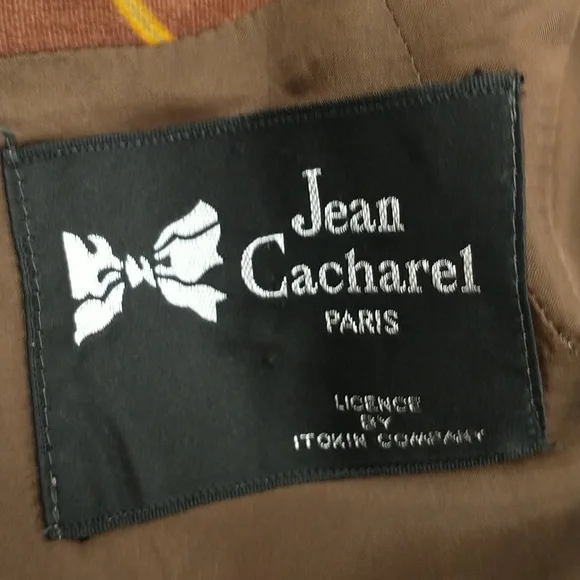 Jean
Cacharel
PARIS
LICENCE
BY
ITOKIN COMPANY